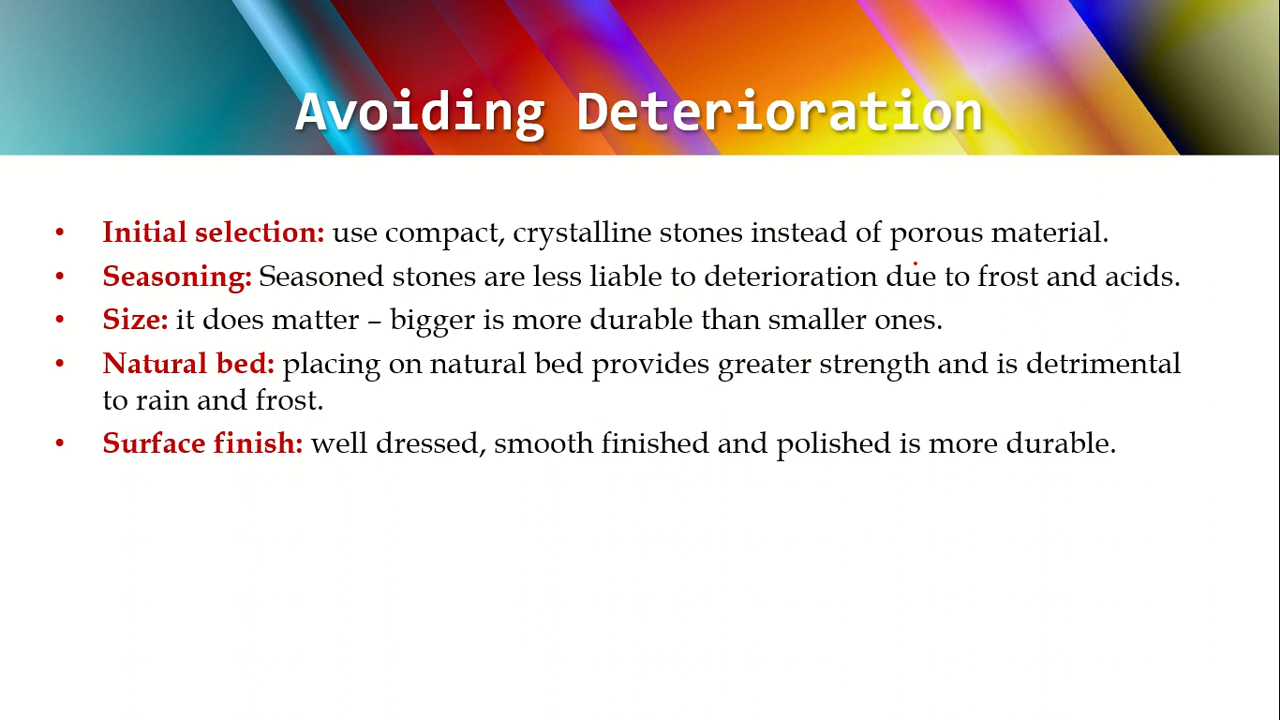 Avoiding Deterioration
• Initial selection: use compact, crystalline stones instead of porous material.
• Seasoning: Seasoned stones are less liable to deterioration due to frost and acids.
• Size: it does matter – bigger is more durable than smaller ones.
• Natural bed: placing on natural bed provides greater strength and is detrimental
to rain and frost.
• Surface finish: well dressed, smooth finished and polished is more durable.